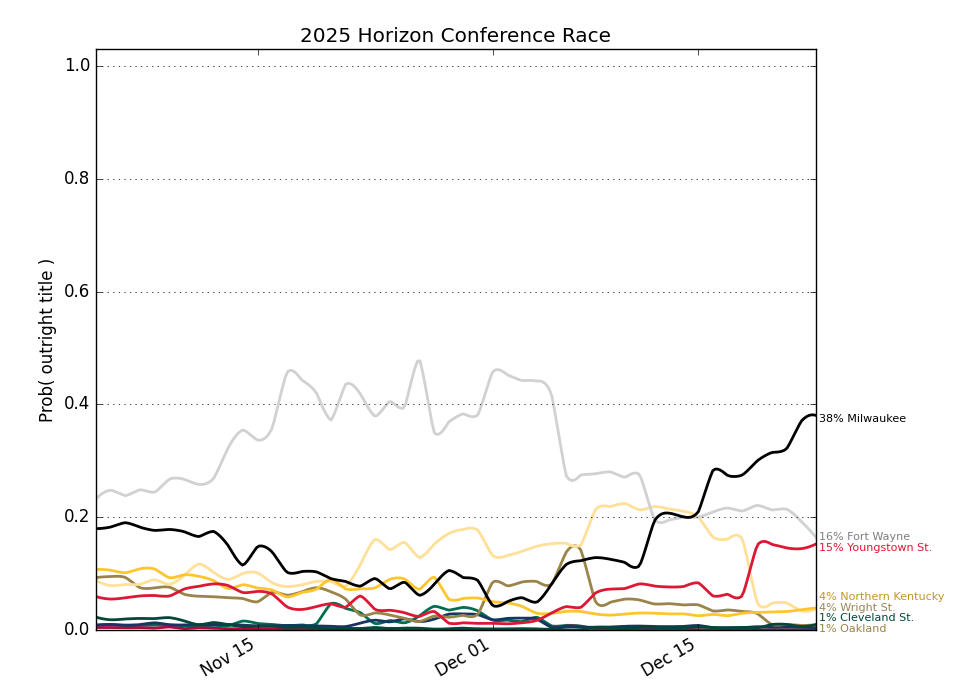 2025 Horizon Conference Race
Prob( outright title )
1.0
0.8
0.6
0.4
0.2
0.0
Nov 15
Dec 01
Dec 15
38% Milwaukee
16% Fort Wayne
15% Youngstown St.
4% Northern Kentucky
4% Wright St.
1% Cleveland St.
1% Oakland